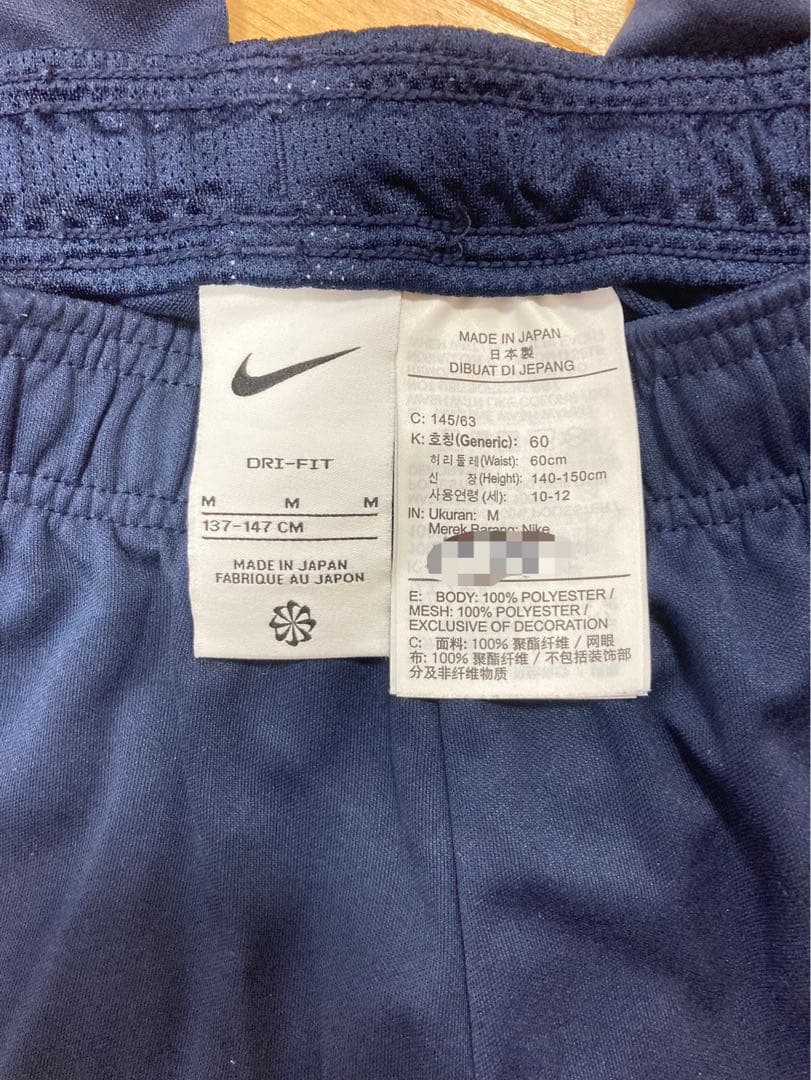 DRI-FIT
M M M
137-147 CM
MADE IN JAPAN
FABRIQUE AU JAPON
MADE IN JAPAN
日本製
DIBUAT DI JEPANG
C: 145/63
K: 호칭(Generic): 60
허리둘레(Waist): 60cm
신 장(Height): 140-150cm
사용연령 (세): 10-12
IN: Ukuran: M
Merek Barang: Nike
E: BODY: 100% POLYESTER /
MESH: 100% POLYESTER /
EXCLUSIVE OF DECORATION
C: 面料: 100% 聚酯纤维 / 网眼
布: 100% 聚酯纤维 / 不包括装饰部
分及非纤维物质